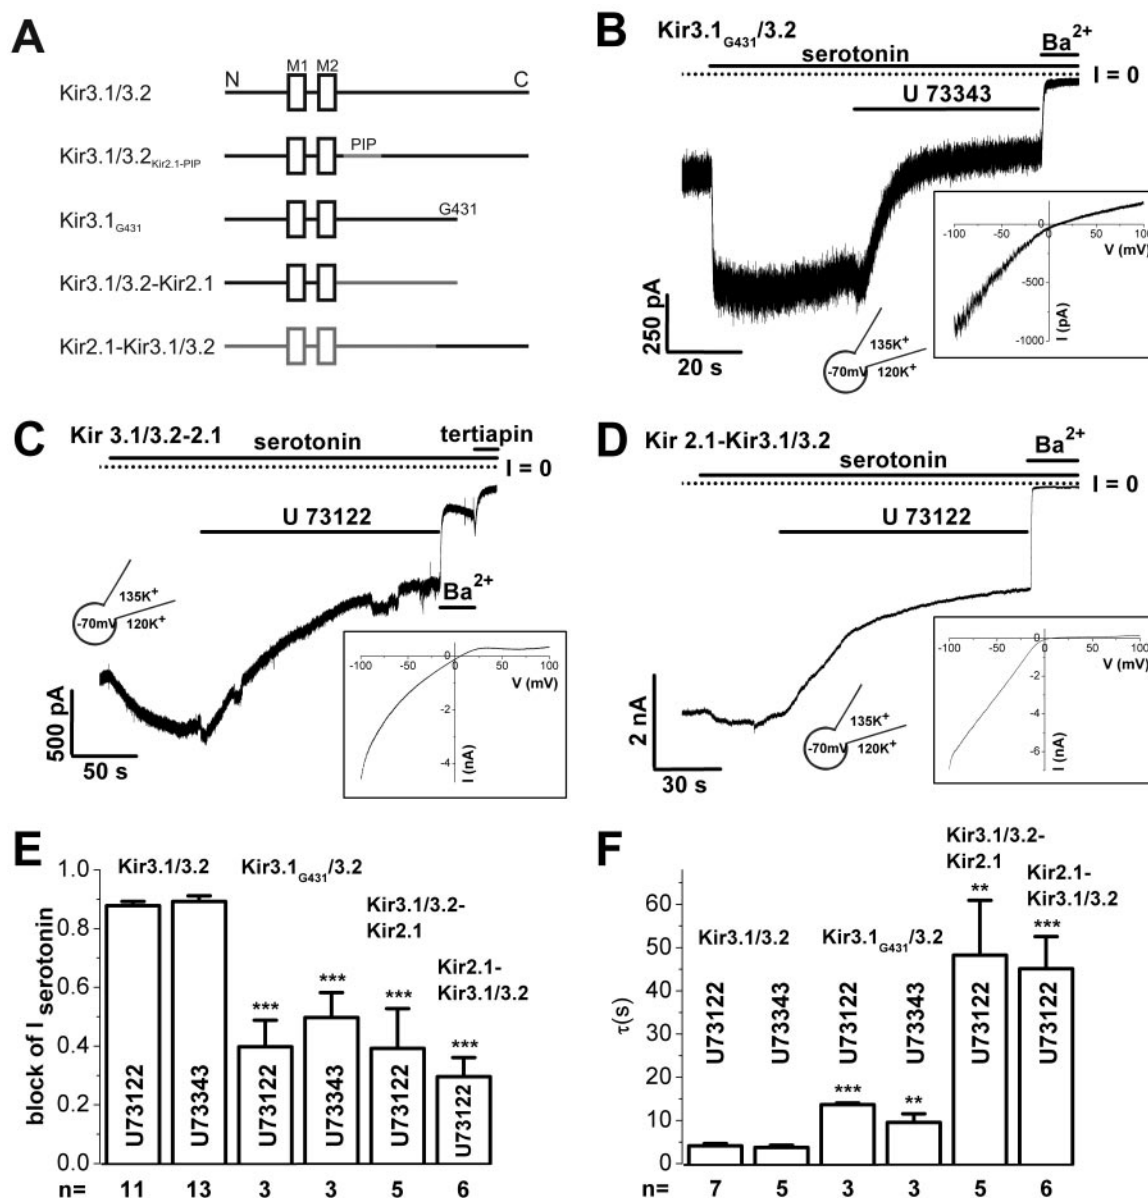 A
M1 M2
N C
Kir3.1/3.2
PIP
Kir3.1/3.2Kir2.1-PIP
G431
Kir3.1G431
Kir3.1/3.2-Kir2.1
Kir2.1-Kir3.1/3.2
B
Kir3.1G431/3.2
serotonin
Ba2+
I = 0
U 73343
250 pA
20 s
-70mV
135K+
120K+
-100 -50 0 50 100
V (mV)
0
-500
-1000
I (pA)
C
Kir 3.1/3.2-2.1
serotonin
tertiapin
I = 0
U 73122
Ba2+
-70mV
135K+
120K+
500 pA
50 s
-100 -50 0 50 100
V (mV)
0
-2
-4
I (nA)
D
Kir 2.1-Kir3.1/3.2
serotonin
Ba2+
I = 0
U 73122
2 nA
30 s
-70mV
135K+
120K+
-100 -50 0 50 100
V (mV)
0
-2
-4
-6
I (nA)
E
block of I serotonin
1.0
0.8
0.6
0.4
0.2
0.0
Kir3.1/3.2
Kir3.1G431/3.2
Kir3.1/3.2-
Kir2.1
Kir2.1-
Kir3.1/3.2
*** *** *** ***
U73122 U73343 U73122 U73343 U73122 U73122
n= 11 13 3 3 5 6
F
τ(s)
60
50
40
30
20
10
0
Kir3.1/3.2-
Kir2.1
Kir2.1-
Kir3.1/3.2
Kir3.1/3.2
Kir3.1G431/3.2
*** ** ** ***
U73122 U73343 U73122 U73343 U73122 U73122
n= 7 5 3 3 5 6